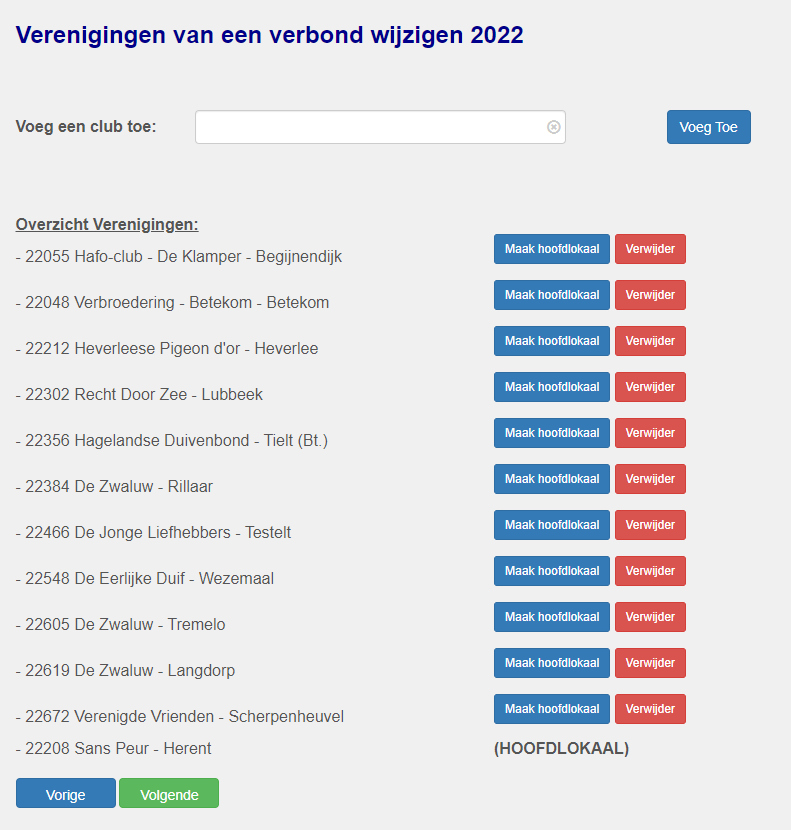 Verenigingen van een verbond wijzigen 2022
Voeg een club toe: Voeg Toe
Overzicht Verenigingen:
- 22055 Hafo-club - De Klamper - Begijnendijk Maak hoofdlokaal Verwijder
- 22048 Verbroedering - Betekom - Betekom Maak hoofdlokaal Verwijder
- 22212 Heverleese Pigeon d'or - Heverlee Maak hoofdlokaal Verwijder
- 22302 Recht Door Zee - Lubbeek Maak hoofdlokaal Verwijder
- 22356 Hagelandse Duivenbond - Tielt (Bt.) Maak hoofdlokaal Verwijder
- 22384 De Zwaluw - Rillaar Maak hoofdlokaal Verwijder
- 22466 De Jonge Liefhebbers - Testelt Maak hoofdlokaal Verwijder
- 22548 De Eerlijke Duif - Wezemaal Maak hoofdlokaal Verwijder
- 22605 De Zwaluw - Tremelo Maak hoofdlokaal Verwijder
- 22619 De Zwaluw - Langdorp Maak hoofdlokaal Verwijder
- 22672 Verenigde Vrienden - Scherpenheuvel Maak hoofdlokaal Verwijder
- 22208 Sans Peur - Herent (HOOFDLOKAAL)
Vorige Volgende